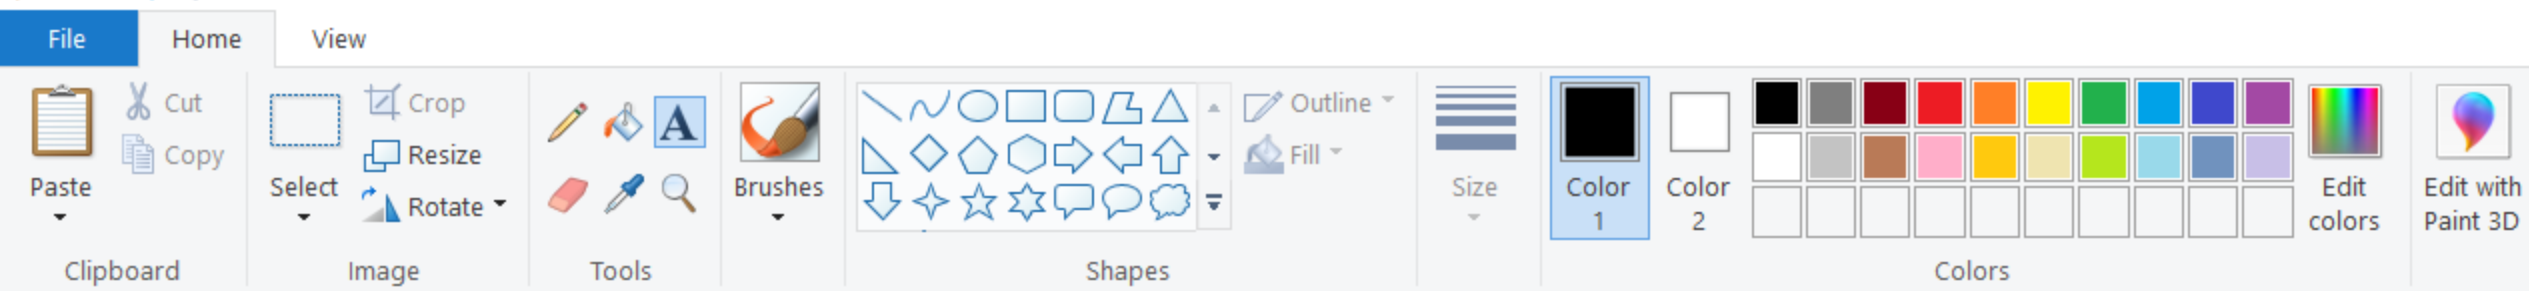 File
Home
View
Paste
Cut
Copy
Clipboard
Select
Crop
Resize
Rotate
Image
A
Tools
Brushes
Outline
Fill
Shapes
Size
Color
1
Color
2
Edit
colors
Colors
Edit with
Paint 3D